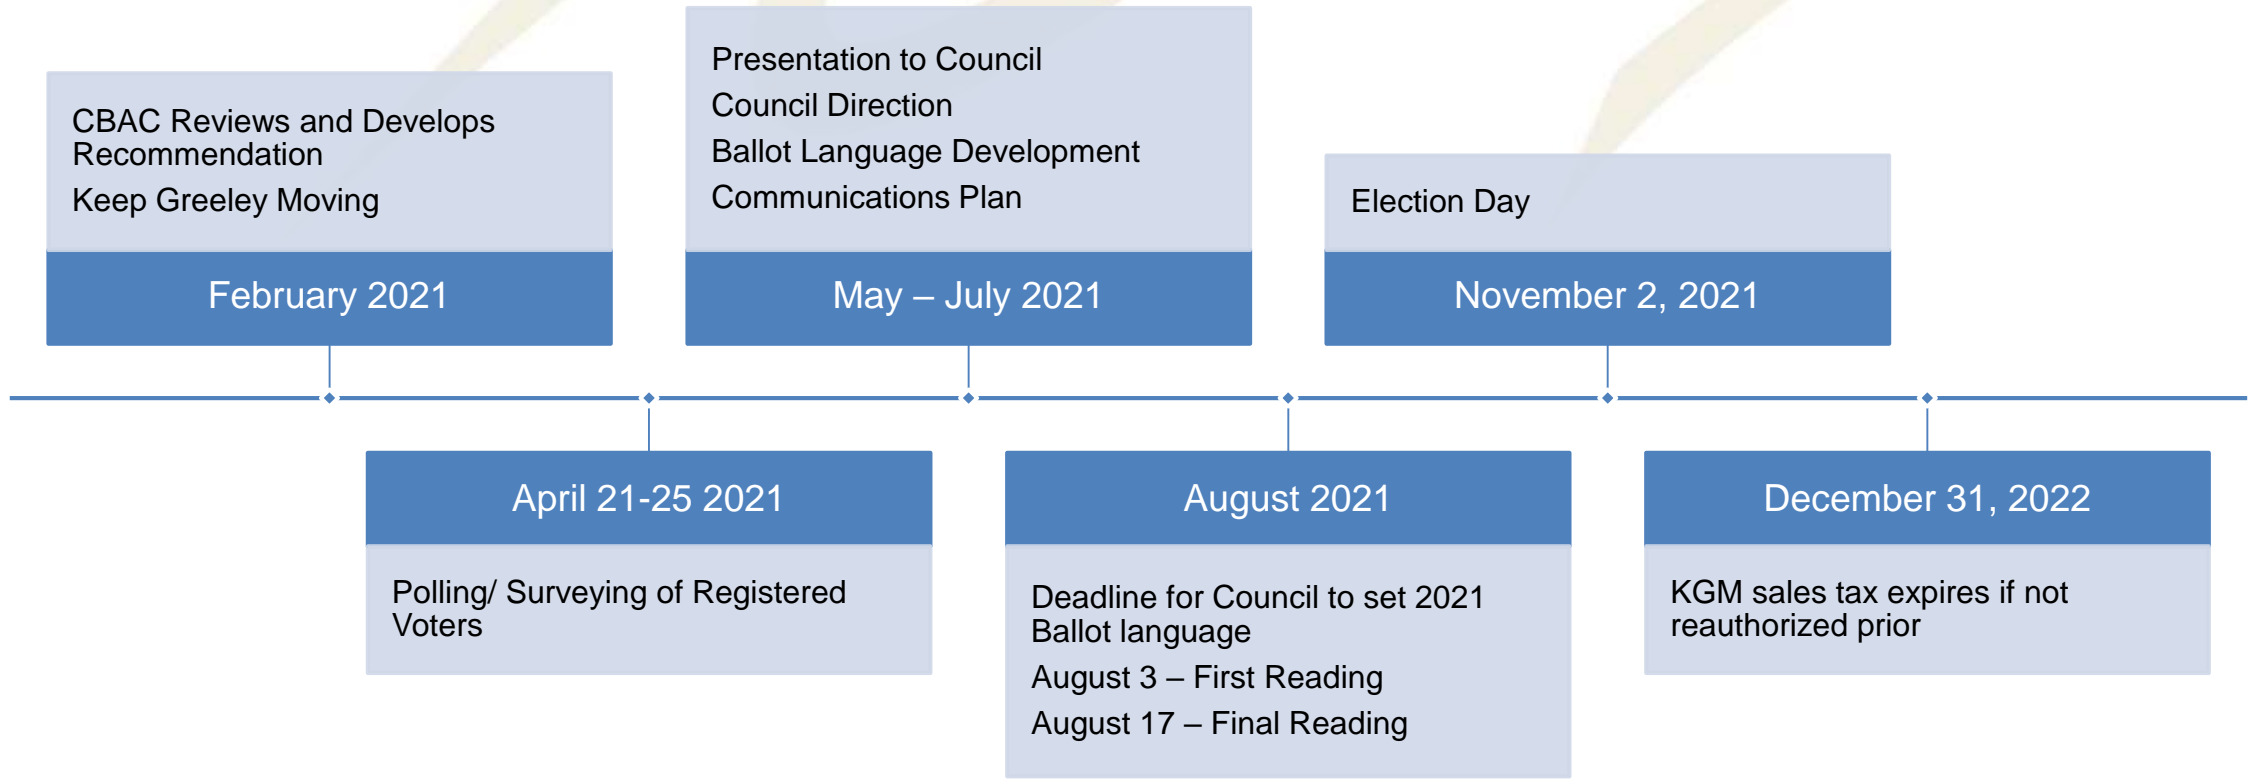 CBAC Reviews and Develops
Recommendation
Keep Greeley Moving
February 2021
April 21-25 2021
Polling/ Surveying of Registered
Voters
Presentation to Council
Council Direction
Ballot Language Development
Communications Plan
May – July 2021
August 2021
Deadline for Council to set 2021
Ballot language
August 3 – First Reading
August 17 – Final Reading
Election Day
November 2, 2021
December 31, 2022
KGM sales tax expires if not
reauthorized prior